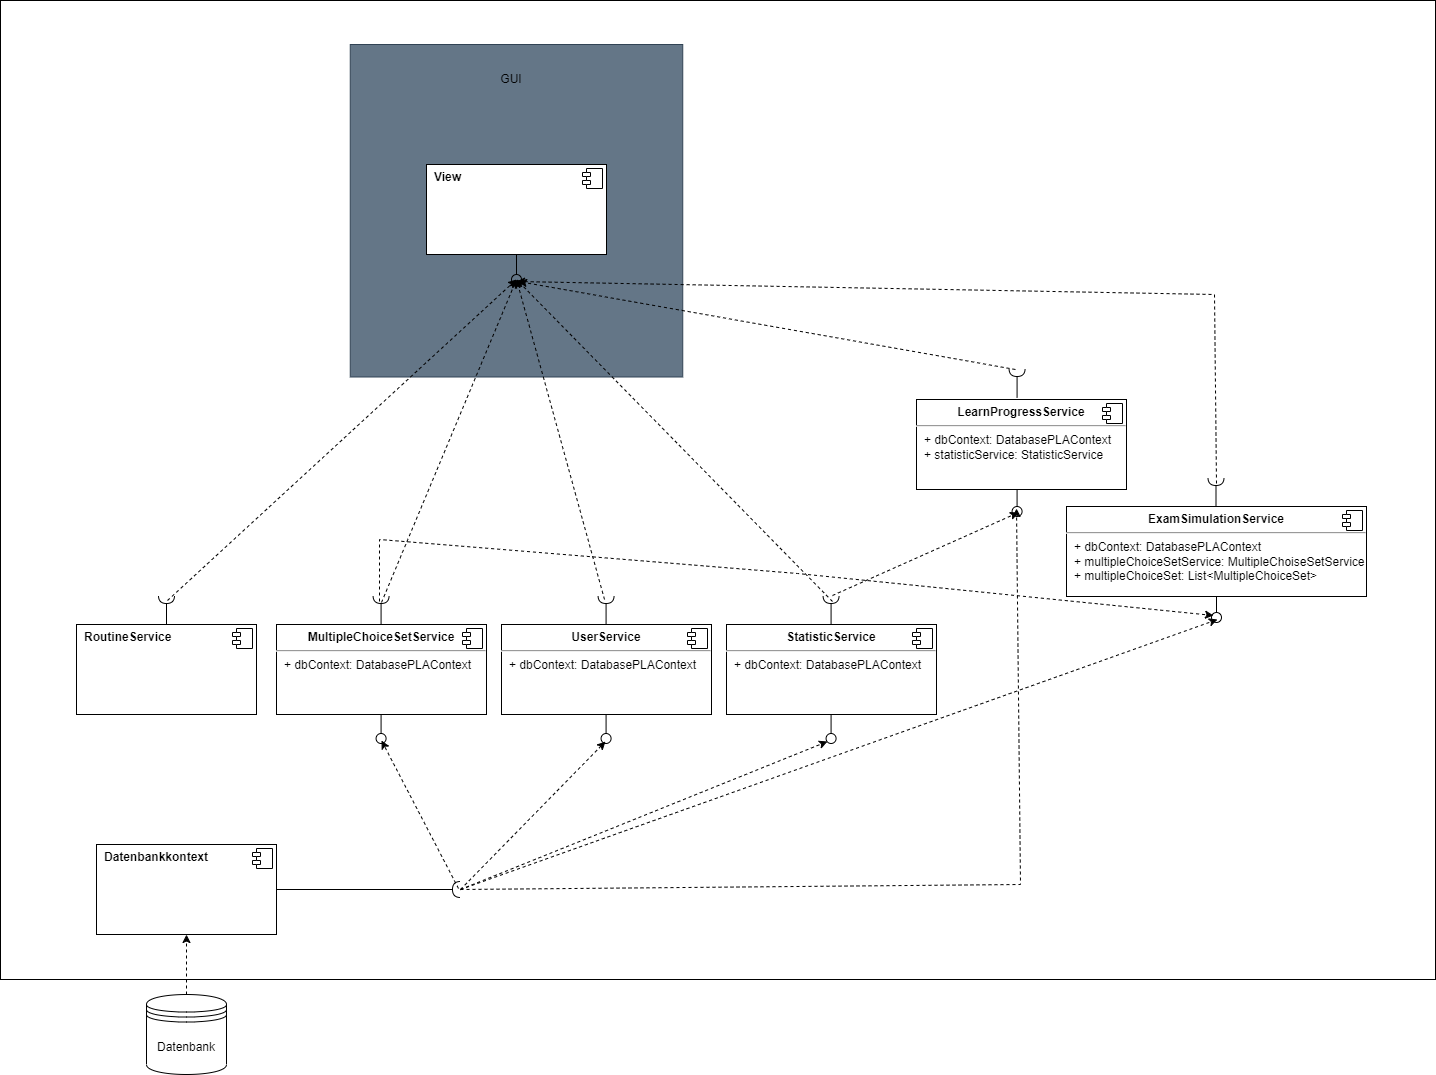 GUI
View
LearnProgressService
+ dbContext: DatabasePLAContext
+ statisticService: StatisticService
ExamSimulationService
+ dbContext: DatabasePLAContext
+ multipleChoiceSetService: MultipleChoiseSetService
+ multipleChoiceSet: List<MultipleChoiceSet>
RoutineService
MultipleChoiceSetService
+ dbContext: DatabasePLAContext
UserService
+ dbContext: DatabasePLAContext
StatisticService
+ dbContext: DatabasePLAContext
Datenbankkontext
Datenbank